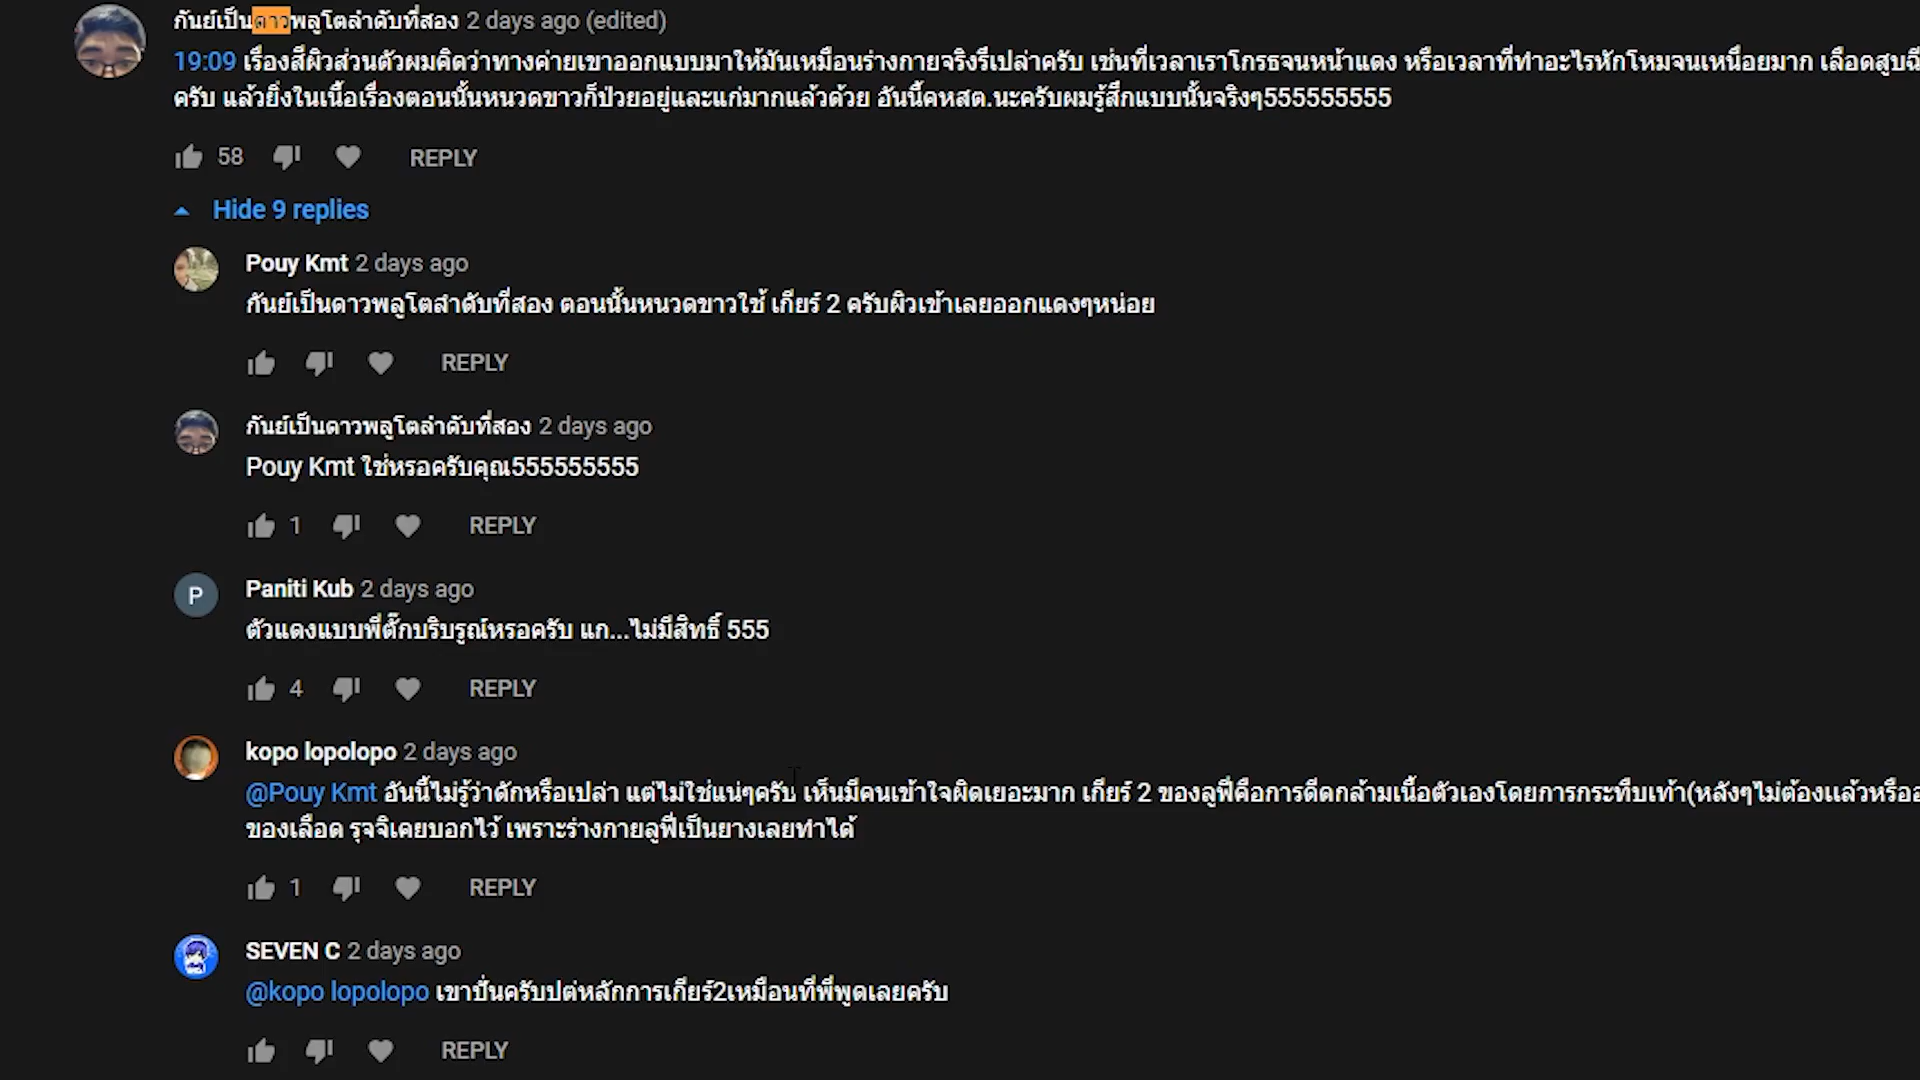 กันย์เป็นดาวพลูโตลำดับที่สอง 2 days ago (edited)
19:09 เรื่องสีผิวส่วนตัวผมคิดว่าทางค่ายเขาออกแบบมาให้มันเหมือนร่างกายจริงรึเปล่าครับ เช่นที่เวลาเราโกรธจนหน้าแดง หรือเวลาที่ทำอะไรหักโหมจนเหนื่อยมาก เลือดสูบฉี
ครับ แล้วยิ่งในเนื้อเรื่องตอนนั้นหนวดขาวก็ป่วยอยู่และแก่มากแล้วด้วย อันนี้คหสต.นะครับผมรู้สึกแบบนั้นจริงๆ555555555
58 REPLY
Hide 9 replies
Pouy Kmt 2 days ago
กันย์เป็นดาวพลูโตลำดับที่สอง ตอนนั้นหนวดขาวใช้ เกียร์ 2 ครับผิวเข้าเลยออกแดงๆหน่อย
REPLY
กันย์เป็นดาวพลูโตลำดับที่สอง 2 days ago
Pouy Kmt ใช่หรอครับคุณ555555555
1 REPLY
P
Paniti Kub 2 days ago
ตัวแดงแบบพี่ตั๊กบริบรูณ์หรอครับ แก...ไม่มีสิทธิ์ 555
4 REPLY
kopo lopolopo 2 days ago
@Pouy Kmt อันนี้ไม่รู้ว่าดักหรือเปล่า แต่ไม่ใช่แน่ๆครับ เห็นมีคนเข้าใจผิดเยอะมาก เกียร์ 2 ของลูฟี่คือการดีดกล้ามเนื้อตัวเองโดยการกระทืบเท้า(หลังๆไม่ต้องแล้วหรือ
ของเลือด รุจจิเคยบอกไว้ เพราะร่างกายลูฟี่เป็นยางเลยทำได้
1 REPLY
SEVEN C 2 days ago
@kopo lopolopo เขาปั่นครับปต่หลักการเกียร์2เหมือนที่พี่พูดเลยครับ
REPLY